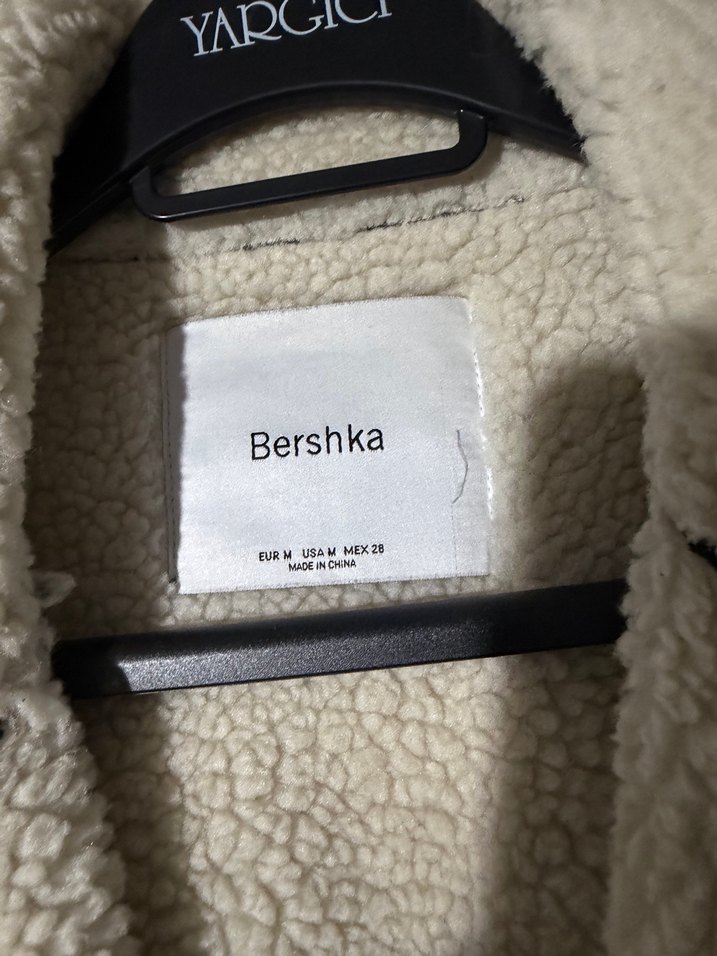 YARGICI
Bershka
EUR M USA M MEX 28
MADE IN CHINA